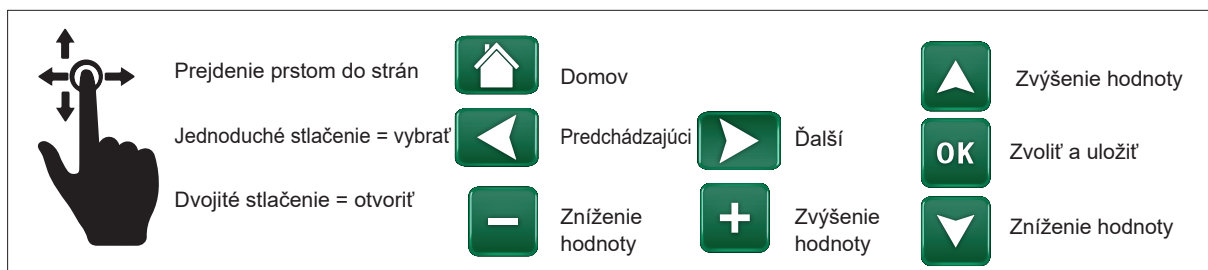 Prejdenie prstom do strán
Jednoduché stlačenie = vybrať
Dvojité stlačenie = otvoriť
Domov
Predchádzajúci
Ďalší
Zníženie
hodnoty
Zvýšenie
hodnoty
Zvýšenie hodnoty
OK
Zvoliť a uložiť
Zníženie hodnoty